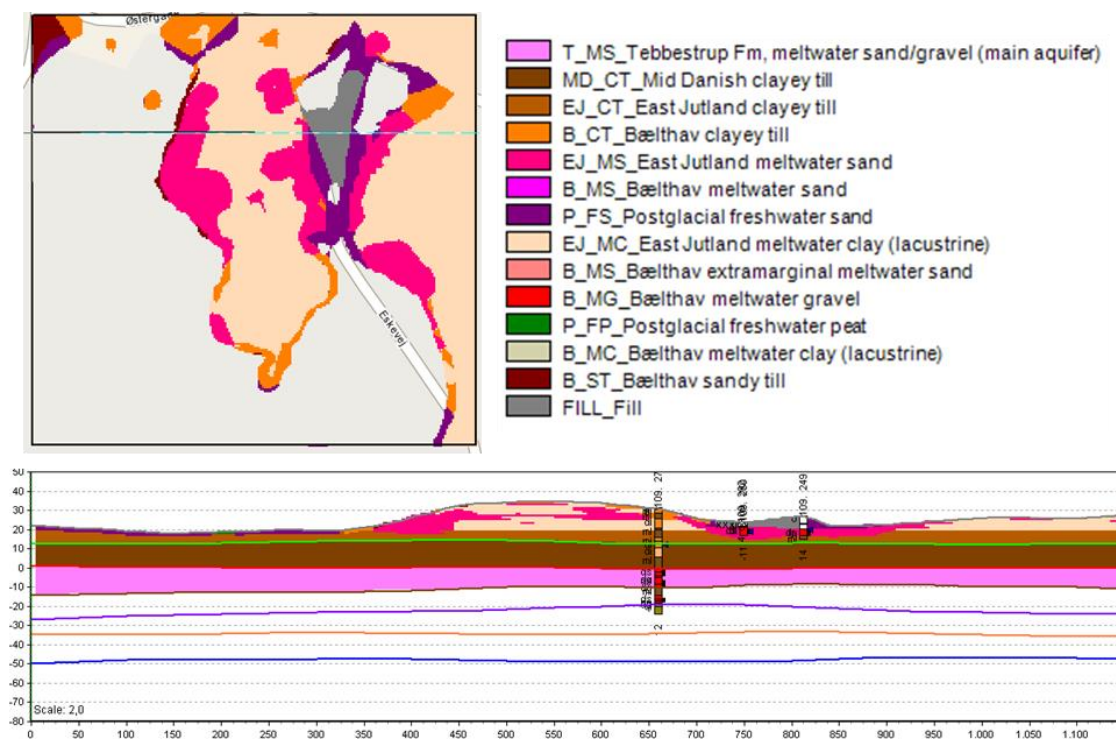 Østergade
Eskevej
T_MS_Tebbestrup Fm, meltwater sand/gravel (main aquifer)
MD_CT_Mid Danish clayey till
EJ_CT_East Jutland clayey till
B_CT_Bælthav clayey till
EJ_MS_East Jutland meltwater sand
B_MS_Bælthav meltwater sand
P_FS_Postglacial freshwater sand
EJ_MC_East Jutland meltwater clay (lacustrine)
B_MS_Bælthav extramarginal meltwater sand
B_MG_Bælthav meltwater gravel
P_FP_Postglacial freshwater peat
B_MC_Bælthav meltwater clay (lacustrine)
B_ST_Bælthav sandy till
FILL_Fill
50
40
30
20
10
0
-10
-20
-30
-40
-50
-60
-70
-80
109. 27
109. 249
-11
14
Scale: 2,0
0 50 100 150 200 250 300 350 400 450 500 550 600 650 700 750 800 850 900 950 1.000 1.050 1.100